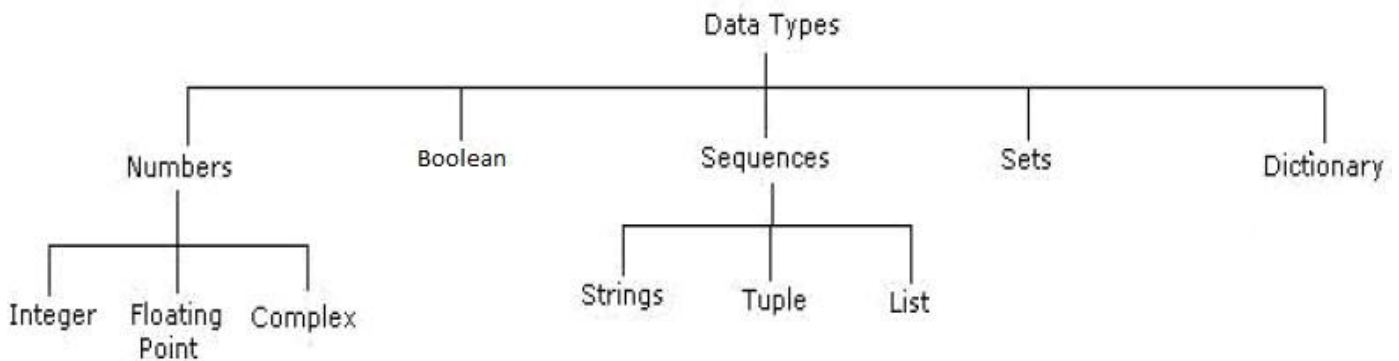 Data Types
Numbers
Boolean
Sequences
Sets
Dictionary
Integer
Floating
Point
Complex
Strings
Tuple
List